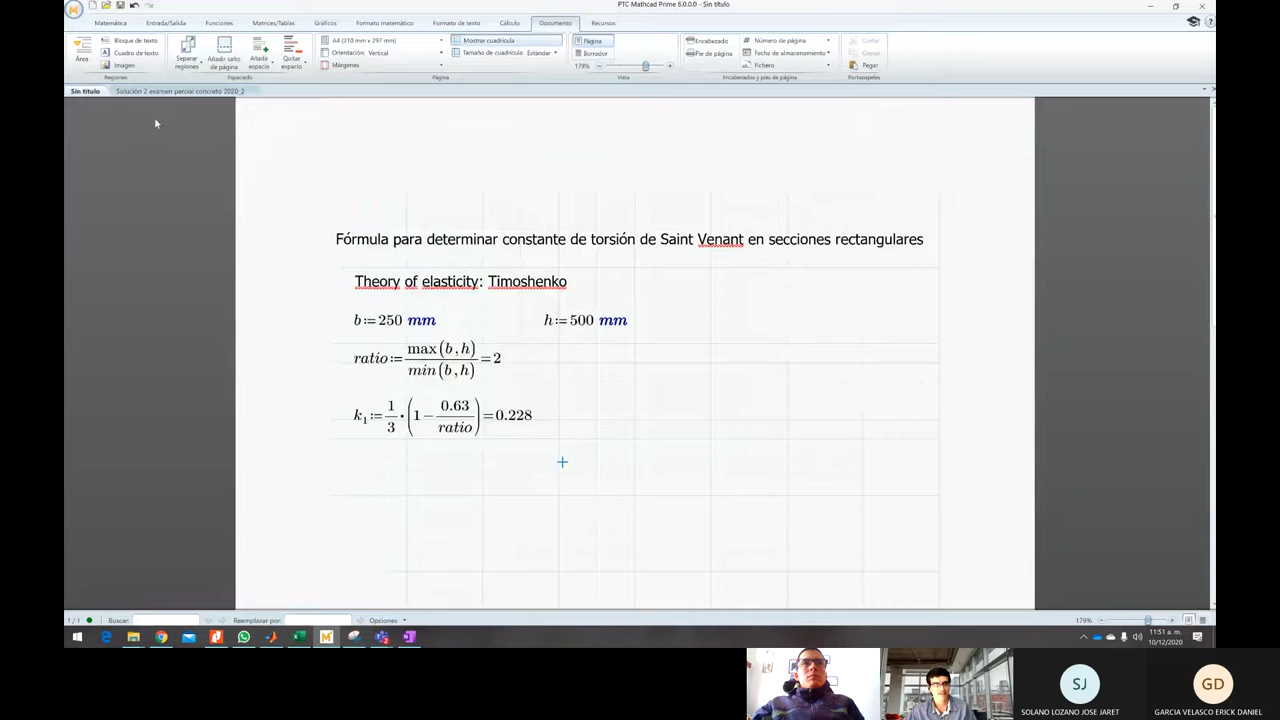 PTC Mathcad Prime 6.0.0.0 - Sin título
Matemática Entrada/Salida Funciones Matrices/Tablas Gráficos Formato matemático Formato de texto Cálculo Documento Recursos
Bloque de texto
Cuadro de texto
Imagen
Área
Regiones
Separar regiones
Añadir salto de página
Añadir espacio
Quitar espacio
Espaciado
A4 (210 mm x 297 mm)
Orientación: Vertical
Márgenes
Mostrar cuadrícula
Tamaño de cuadrícula: Estándar
Página
Página
Borrador
179%
Vista
Encabezado
Pie de página
Número de página
Fecha de almacenamiento
Fichero
Encabezados y pies de página
Cortar
Copiar
Pegar
Portapapeles
Sin título Solución 2 examen parcial concreto 2020_2
Fórmula para determinar constante de torsión de Saint Venant en secciones rectangulares
Theory of elasticity: Timoshenko
b:=250 mm h:=500 mm
ratio:= max(b,h) / min(b,h) =2
k₁:= 1/3 • (1− 0.63/ratio) =0.228
1 / 1 Buscar: Reemplazar por: Opciones 179%
11:51 a. m.
10/12/2020
SJ
GD
SOLANO LOZANO JOSE JARET
GARCIA VELASCO ERICK DANIEL